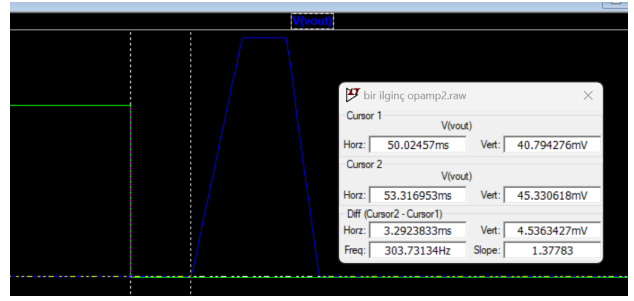 V(vout)
bir ilginç opamp2.raw
Cursor 1
V(vout)
Horz: 50.02457ms Vert: 40.794276mV
Cursor 2
V(vout)
Horz: 53.316953ms Vert: 45.330618mV
Diff (Cursor2 - Cursor1)
Horz: 3.2923833ms Vert: 4.5363427mV
Freq: 303.73134Hz Slope: 1.37783